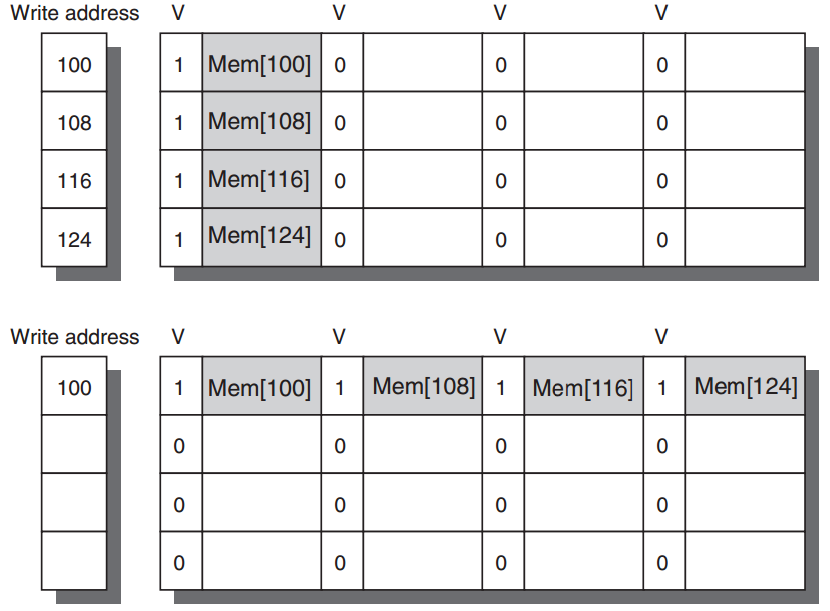 Write address V V V V
100 1 Mem[100] 0 0 0
108 1 Mem[108] 0 0 0
116 1 Mem[116] 0 0 0
124 1 Mem[124] 0 0 0
Write address V V V V
100 1 Mem[100] 1 Mem[108] 1 Mem[116] 1 Mem[124]
0 0 0 0
0 0 0 0
0 0 0 0